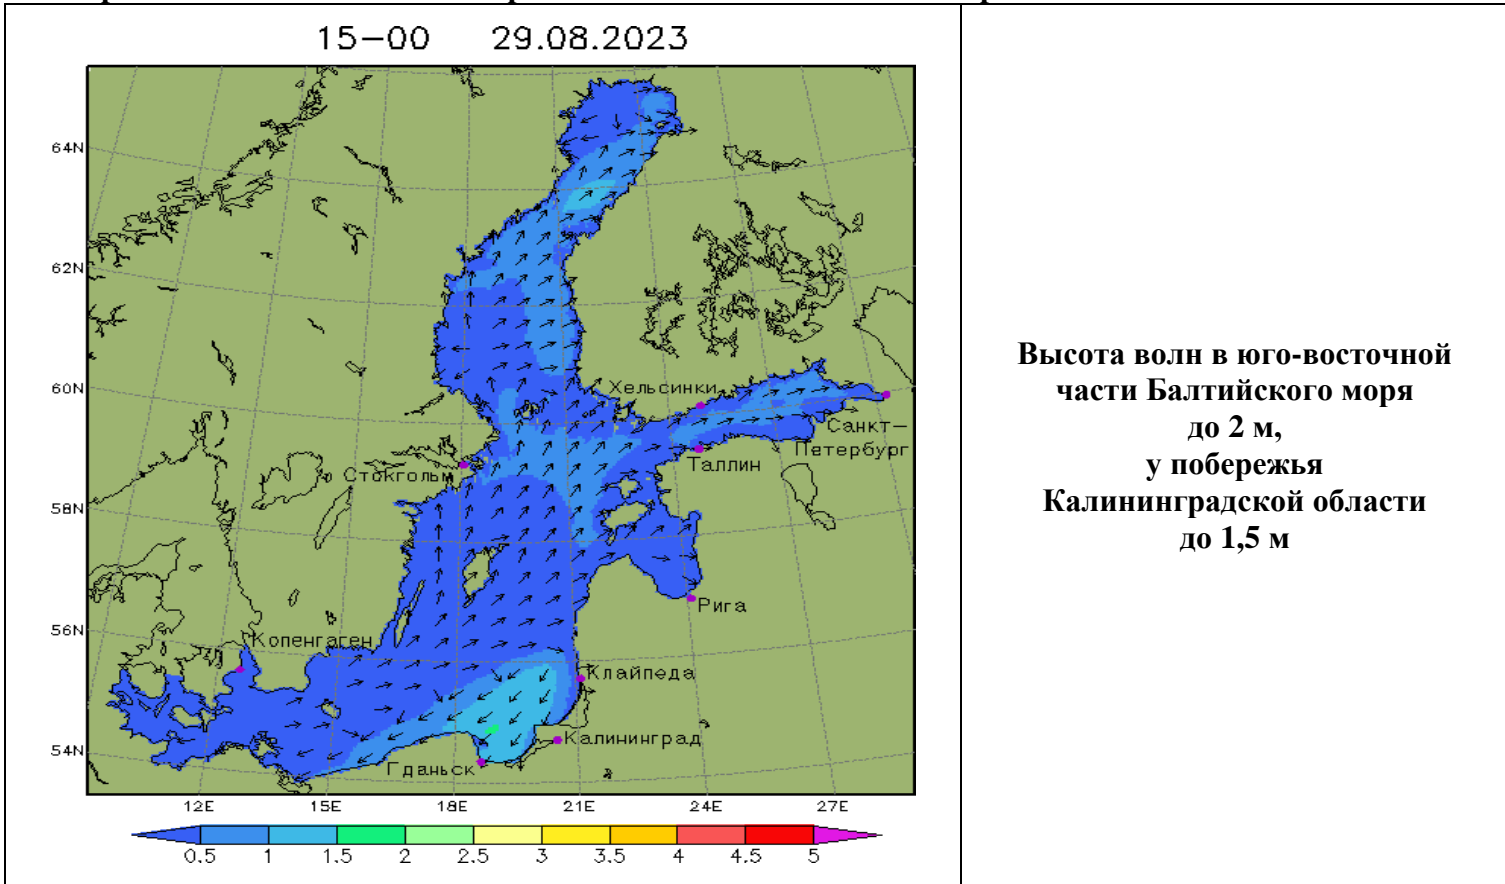 15-00 29.08.2023
64N
62N
60N
58N
56N
54N
Хельсинки
Санкт-
Петербург
Таллин
Стокгольм
Рига
Копенгаген
Клайпеда
Калининград
Гданьск
12E 15E 18E 21E 24E 27E
0.5 1 1.5 2 2.5 3 3.5 4 4.5 5
Высота волн в юго-восточной
части Балтийского моря
до 2 м,
у побережья
Калининградской области
до 1,5 м